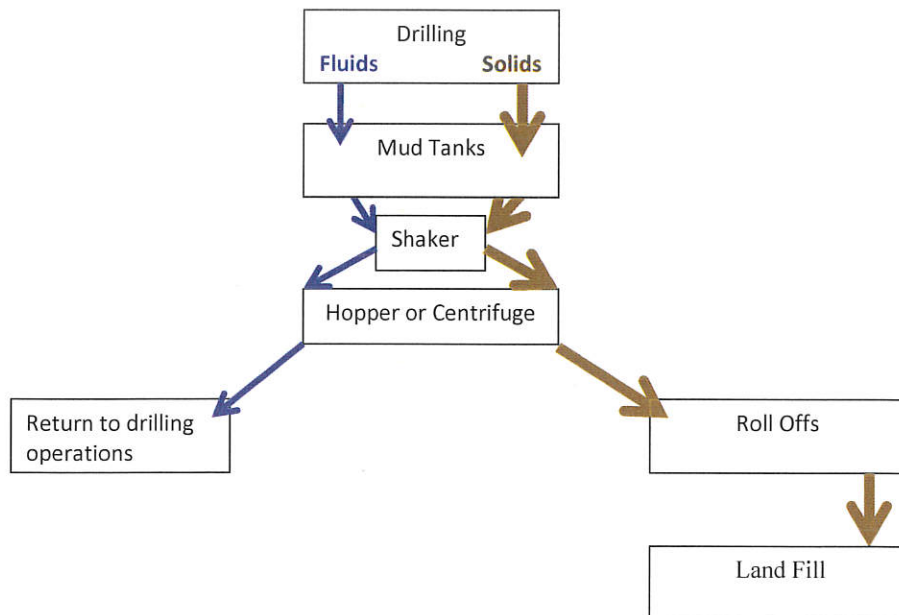 Drilling
Fluids Solids
Mud Tanks
Shaker
Hopper or Centrifuge
Return to drilling
operations
Roll Offs
Land Fill